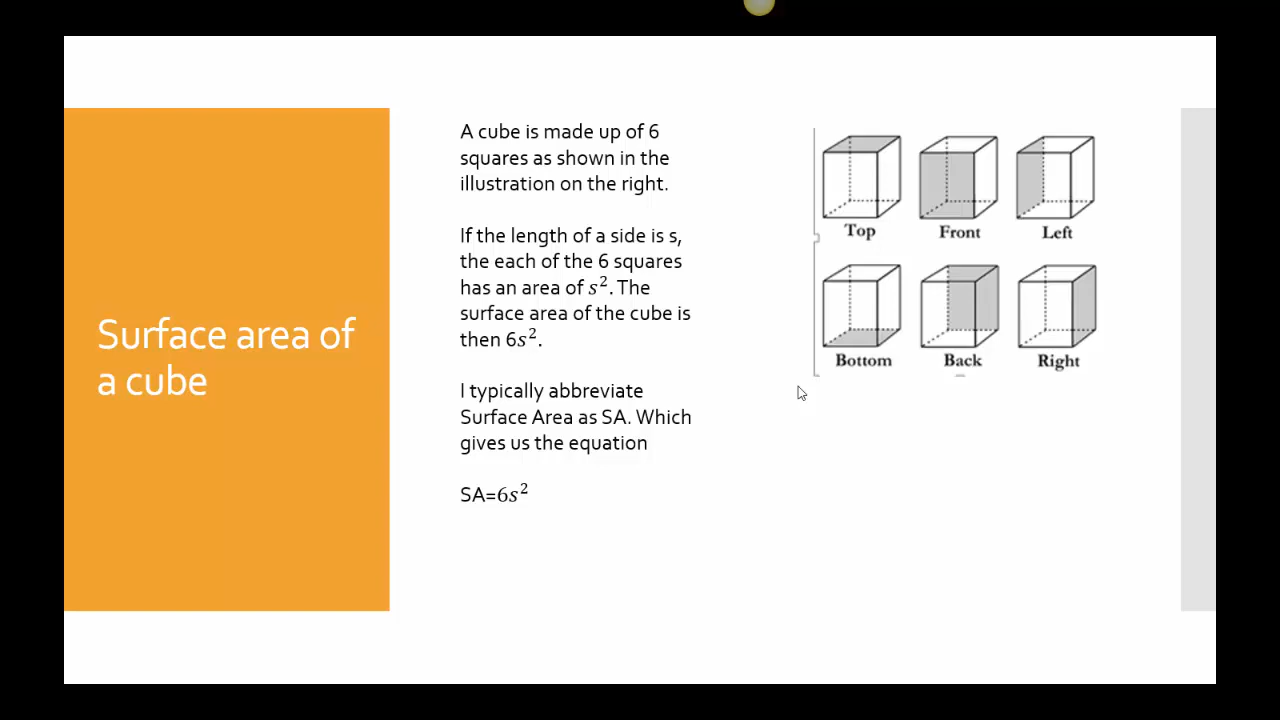 Surface area of
a cube
A cube is made up of 6
squares as shown in the
illustration on the right.
If the length of a side is s,
the each of the 6 squares
has an area of s². The
surface area of the cube is
then 6s².
I typically abbreviate
Surface Area as SA. Which
gives us the equation
SA=6s²
Top Front Left
Bottom Back Right